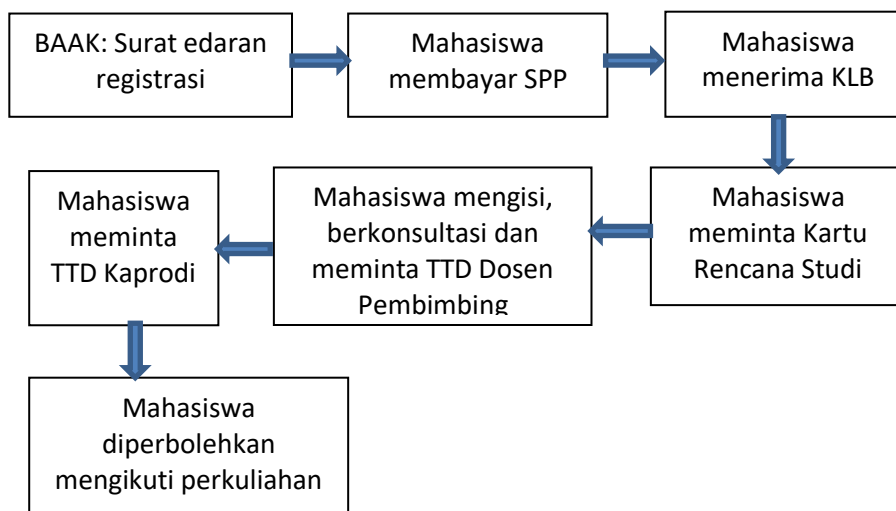 BAAK: Surat edaran
registrasi
Mahasiswa
membayar SPP
Mahasiswa
menerima KLB
Mahasiswa
meminta Kartu
Rencana Studi
Mahasiswa mengisi,
berkonsultasi dan
meminta TTD Dosen
Pembimbing
Mahasiswa
meminta
TTD Kaprodi
Mahasiswa
diperbolehkan
mengikuti perkuliahan